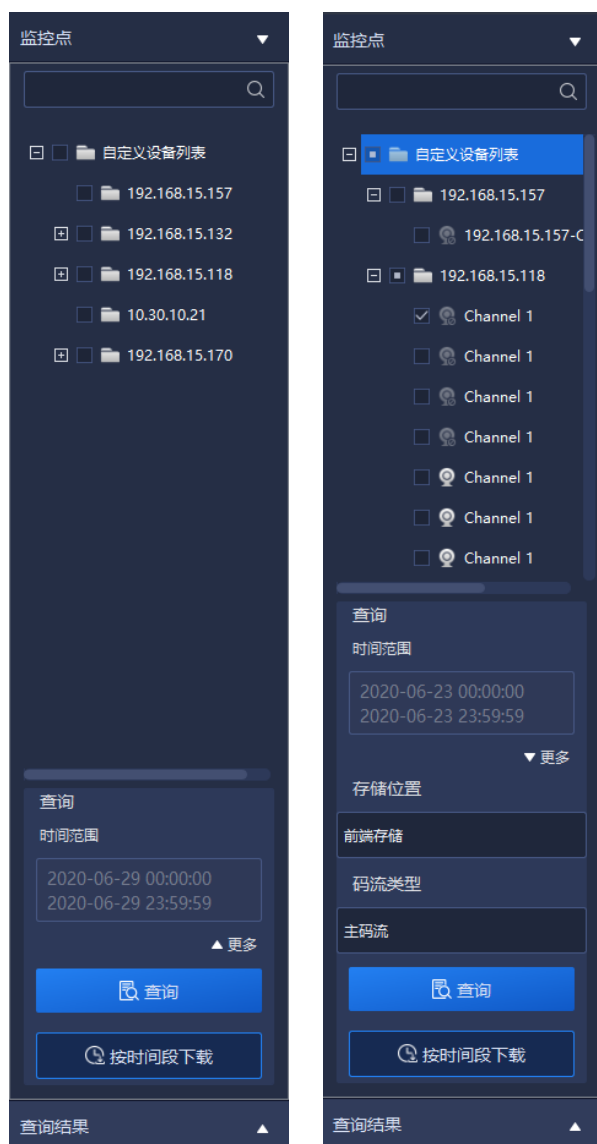 监控点
自定义设备列表
192.168.15.157
192.168.15.132
192.168.15.118
10.30.10.21
192.168.15.170
查询
时间范围
2020-06-29 00:00:00
2020-06-29 23:59:59
更多
查询
按时间段下载
查询结果
监控点
自定义设备列表
192.168.15.157
192.168.15.157-C
192.168.15.118
Channel 1
Channel 1
Channel 1
Channel 1
Channel 1
Channel 1
Channel 1
查询
时间范围
2020-06-23 00:00:00
2020-06-23 23:59:59
更多
存储位置
前端存储
码流类型
主码流
查询
按时间段下载
查询结果